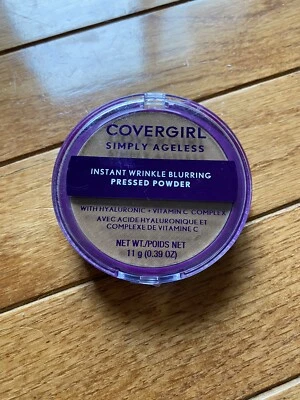 COVERGIRL
SIMPLY AGELESS
INSTANT WRINKLE BLURRING
PRESSED POWDER
WITH HYALURONIC + VITAMIN C COMPLEX
AVEC ACIDE HYALURONIQUE ET
COMPLEXE DE VITAMINE C
NET WT./POIDS NET
11 g (0.39 OZ)